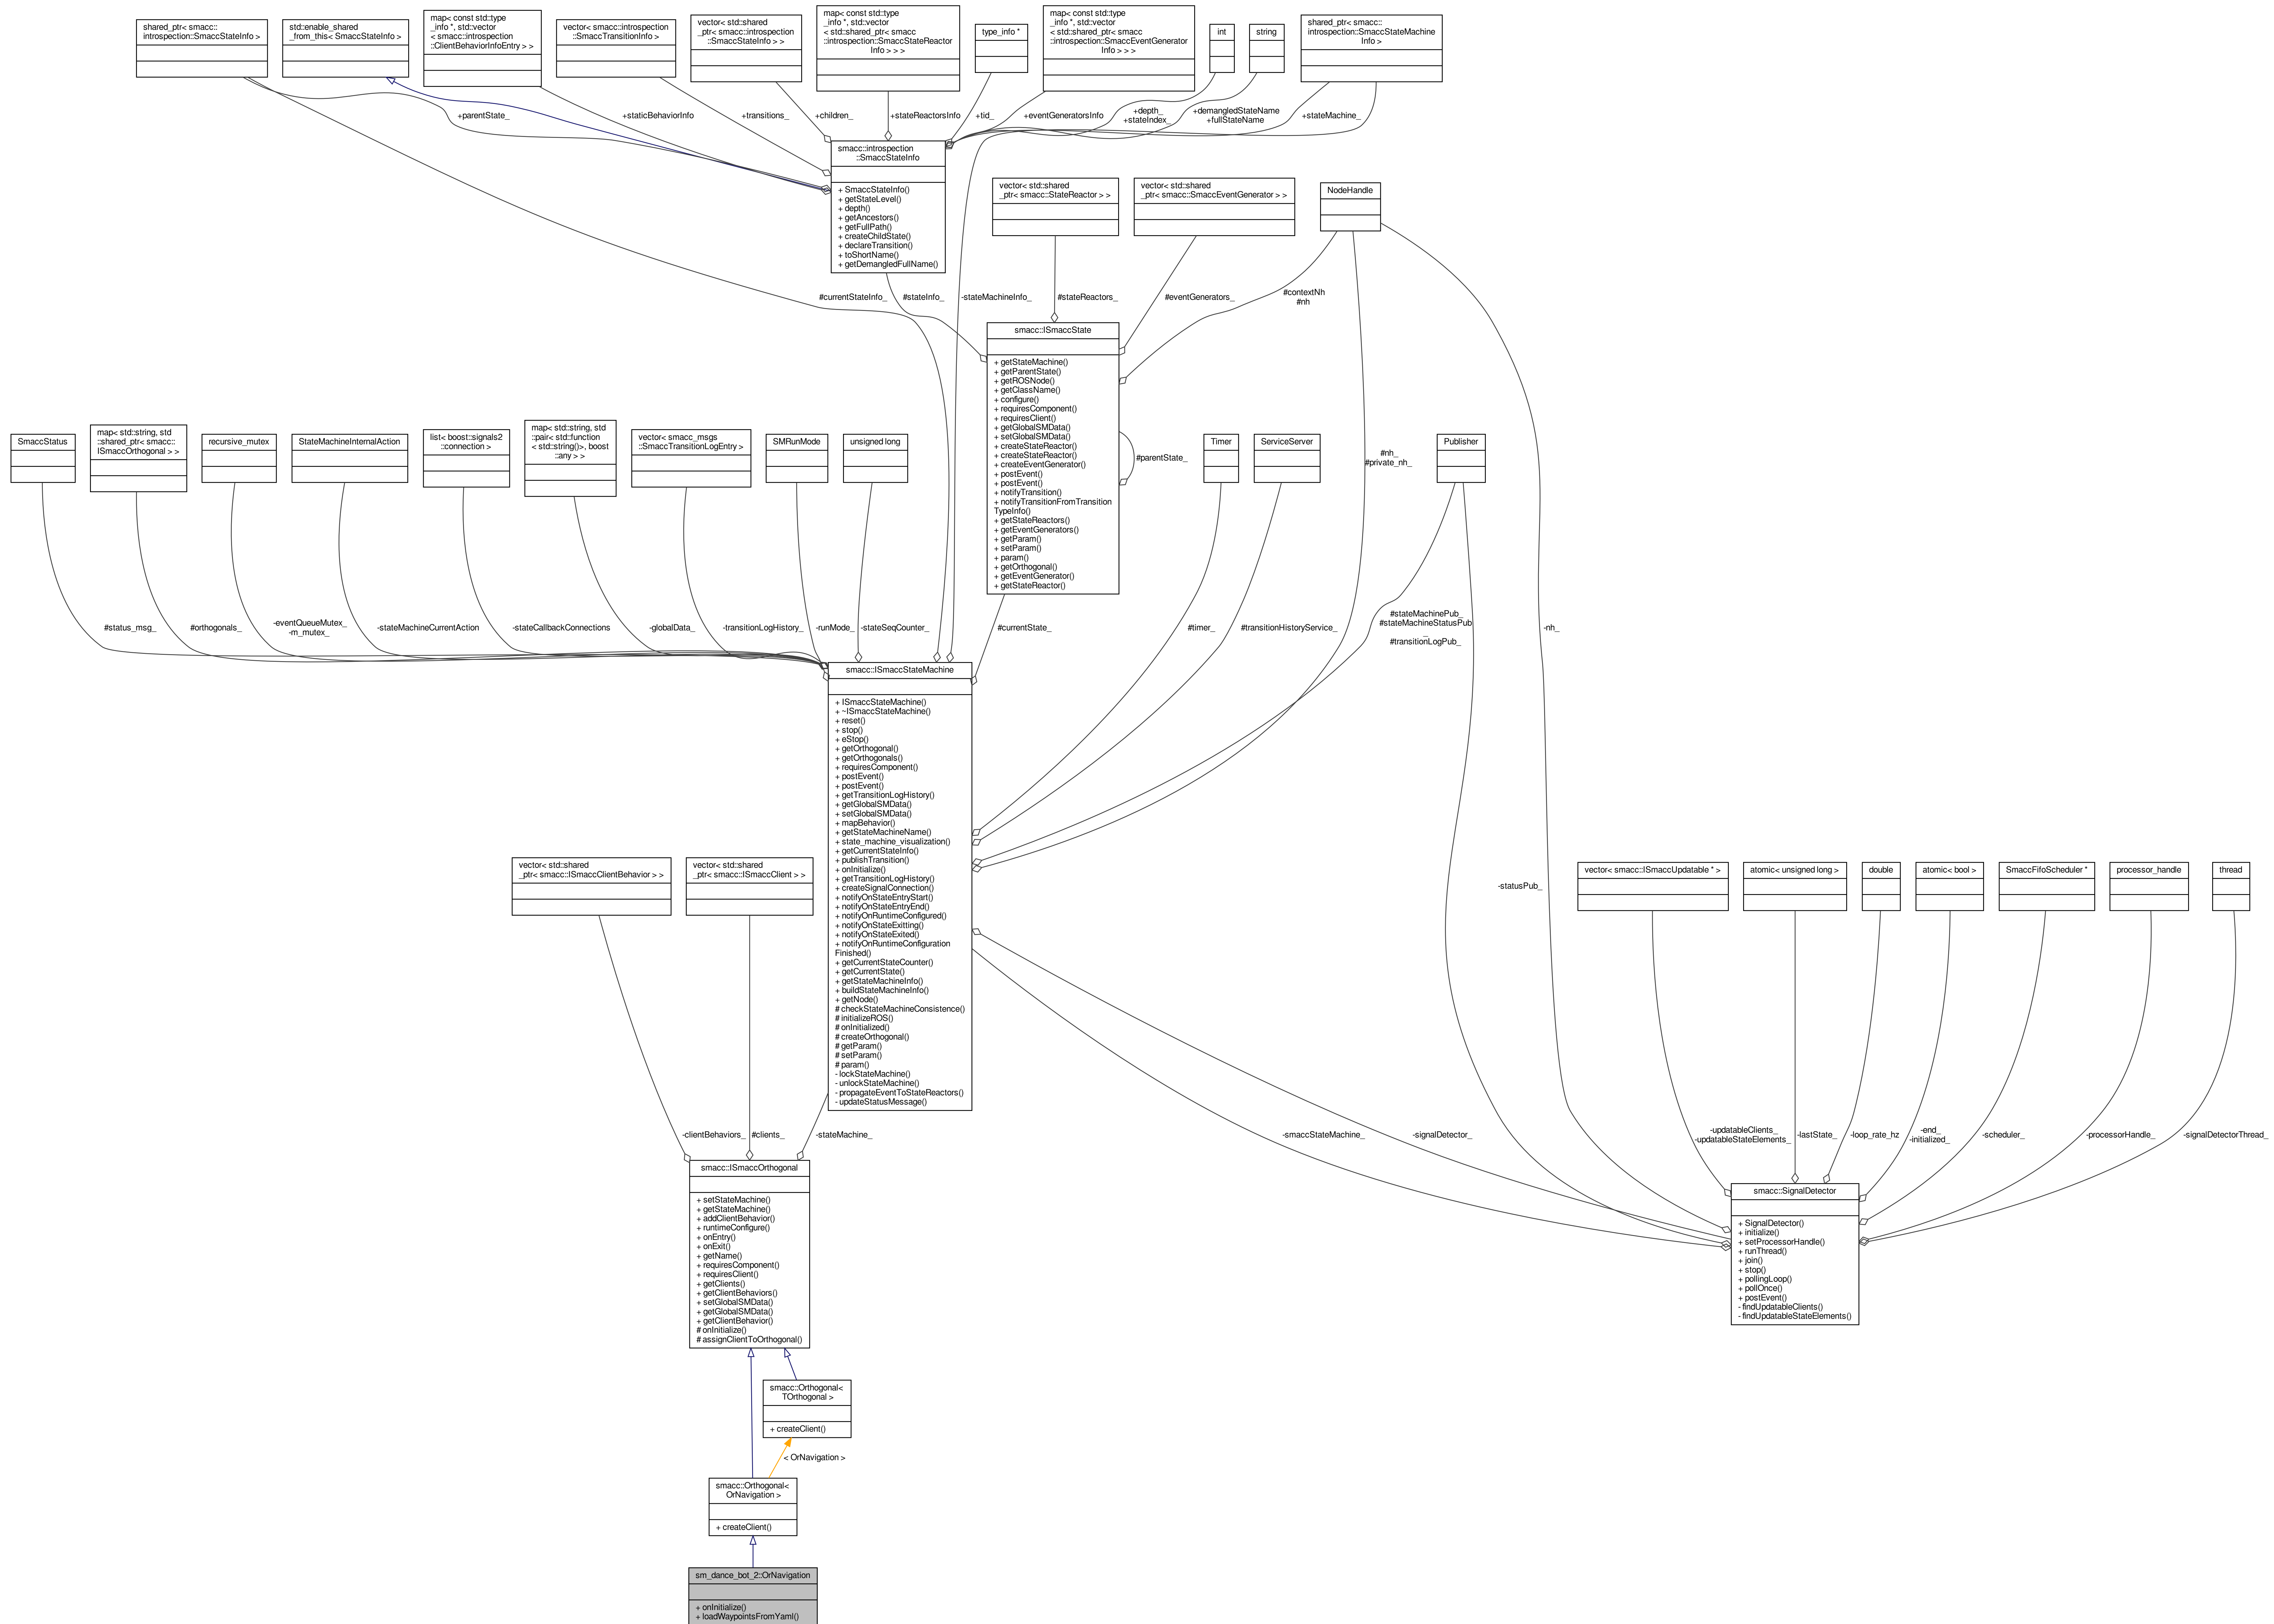 shared_ptr< smacc::
introspection::SmaccStateInfo >
std::enable_shared
_from_this< SmaccStateInfo >
map< const std::type
_info *, std::vector
< smacc::introspection
::ClientBehaviorInfoEntry > >
vector< smacc::introspection
::SmaccTransitionInfo >
vector< std::shared
_ptr< smacc::introspection
::SmaccStateInfo > >
map< const std::type
_info *, std::vector
< std::shared_ptr< smacc
::introspection::SmaccStateReactor
Info > > >
type_info *
map< const std::type
_info *, std::vector
< std::shared_ptr< smacc
::introspection::SmaccEventGenerator
Info > > >
int
string
shared_ptr< smacc::
introspection::SmaccStateMachine
Info >
+parentState_
+staticBehaviorInfo
+transitions_
+children_
+stateReactorsInfo
+tid_
+eventGeneratorsInfo
+depth_
+stateIndex_
+demangledStateName
+fullStateName
+stateMachine_
smacc::introspection
::SmaccStateInfo
+ SmaccStateInfo()
+ getStateLevel()
+ depth()
+ getAncestors()
+ getFullPath()
+ createChildState()
+ declareTransition()
+ toShortName()
+ getDemangledFullName()
vector< std::shared
_ptr< smacc::StateReactor > >
vector< std::shared
_ptr< smacc::SmaccEventGenerator > >
NodeHandle
#currentStateInfo_
#stateInfo_
-stateMachineInfo_
#stateReactors_
#eventGenerators_
#contextNh
#nh
smacc::ISmaccState
+ getStateMachine()
+ getParentState()
+ getROSNode()
+ getClassName()
+ configure()
+ requiresComponent()
+ requiresClient()
+ getGlobalSMData()
+ setGlobalSMData()
+ createStateReactor()
+ createStateReactor()
+ createEventGenerator()
+ postEvent()
+ postEvent()
+ notifyTransition()
+ notifyTransitionFromTransition
TypeInfo()
+ getStateReactors()
+ getEventGenerators()
+ getParam()
+ setParam()
+ param()
+ getOrthogonal()
+ getEventGenerator()
+ getStateReactor()
#parentState_
SmaccStatus
map< std::string, std
::shared_ptr< smacc::
ISmaccOrthogonal > >
recursive_mutex
StateMachineInternalAction
list< boost::signals2
::connection >
map< std::string, std
::pair< std::function
< std::string()>, boost
::any > >
vector< smacc_msgs
::SmaccTransitionLogEntry >
SMRunMode
unsigned long
Timer
ServiceServer
#nh_
#private_nh_
Publisher
#status_msg_
#orthogonals_
-eventQueueMutex_
-m_mutex_
-stateMachineCurrentAction
-stateCallbackConnections
-globalData_
-transitionLogHistory_
-runMode_
-stateSeqCounter_
#currentState_
#timer_
#transitionHistoryService_
#stateMachinePub_
#stateMachineStatusPub
_
#transitionLogPub_
-nh_
smacc::ISmaccStateMachine
+ ISmaccStateMachine()
+ ~ISmaccStateMachine()
+ reset()
+ stop()
+ eStop()
+ getOrthogonal()
+ getOrthogonals()
+ requiresComponent()
+ postEvent()
+ postEvent()
+ getTransitionLogHistory()
+ getGlobalSMData()
+ setGlobalSMData()
+ mapBehavior()
+ getStateMachineName()
+ state_machine_visualization()
+ getCurrentStateInfo()
+ publishTransition()
+ onInitialize()
+ getTransitionLogHistory()
+ createSignalConnection()
+ notifyOnStateEntryStart()
+ notifyOnStateEntryEnd()
+ notifyOnRuntimeConfigured()
+ notifyOnStateExitting()
+ notifyOnStateExited()
+ notifyOnRuntimeConfiguration
Finished()
+ getCurrentStateCounter()
+ getCurrentState()
+ getStateMachineInfo()
+ buildStateMachineInfo()
+ getNode()
# checkStateMachineConsistence()
# initializeROS()
# onInitialized()
# createOrthogonal()
# getParam()
# setParam()
# param()
- lockStateMachine()
- unlockStateMachine()
- propagateEventToStateReactors()
- updateStatusMessage()
vector< std::shared
_ptr< smacc::ISmaccClientBehavior > >
vector< std::shared
_ptr< smacc::ISmaccClient > >
-statusPub_
vector< smacc::ISmaccUpdatable * >
atomic< unsigned long >
double
atomic< bool >
SmaccFifoScheduler *
processor_handle
thread
-clientBehaviors_
#clients_
-stateMachine_
-smaccStateMachine_
-signalDetector_
-updatableClients_
-updatableStateElements_
-lastState_
-loop_rate_hz
-end_
-initialized_
-scheduler_
-processorHandle_
-signalDetectorThread_
smacc::ISmaccOrthogonal
+ setStateMachine()
+ getStateMachine()
+ addClientBehavior()
+ runtimeConfigure()
+ onEntry()
+ onExit()
+ getName()
+ requiresComponent()
+ requiresClient()
+ getClients()
+ getClientBehaviors()
+ setGlobalSMData()
+ getGlobalSMData()
+ getClientBehavior()
# onInitialize()
# assignClientToOrthogonal()
smacc::SignalDetector
+ SignalDetector()
+ initialize()
+ setProcessorHandle()
+ runThread()
+ join()
+ stop()
+ pollingLoop()
+ pollOnce()
+ postEvent()
- findUpdatableClients()
- findUpdatableStateElements()
smacc::Orthogonal<
TOrthogonal >
+ createClient()
< OrNavigation >
smacc::Orthogonal<
OrNavigation >
+ createClient()
sm_dance_bot_2::OrNavigation
+ onInitialize()
+ loadWaypointsFromYaml()